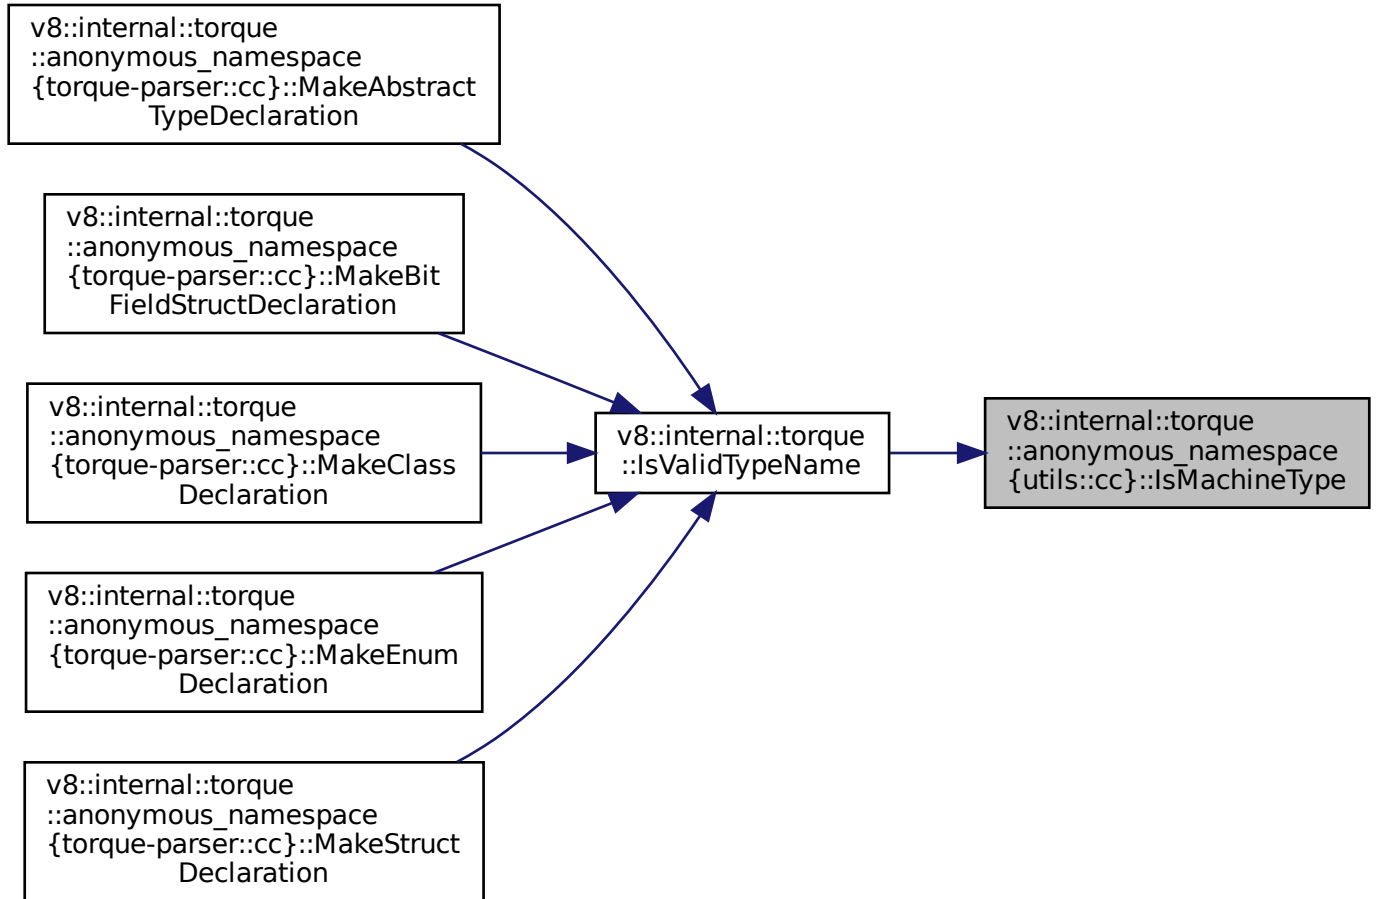 v8::internal::torque
::anonymous_namespace
{torque-parser::cc}::MakeAbstract
TypeDeclaration
v8::internal::torque
::anonymous_namespace
{torque-parser::cc}::MakeBit
FieldStructDeclaration
v8::internal::torque
::anonymous_namespace
{torque-parser::cc}::MakeClass
Declaration
v8::internal::torque
::anonymous_namespace
{torque-parser::cc}::MakeEnum
Declaration
v8::internal::torque
::anonymous_namespace
{torque-parser::cc}::MakeStruct
Declaration
v8::internal::torque
::IsValidTypeName
v8::internal::torque
::anonymous_namespace
{utils::cc}::IsMachineType